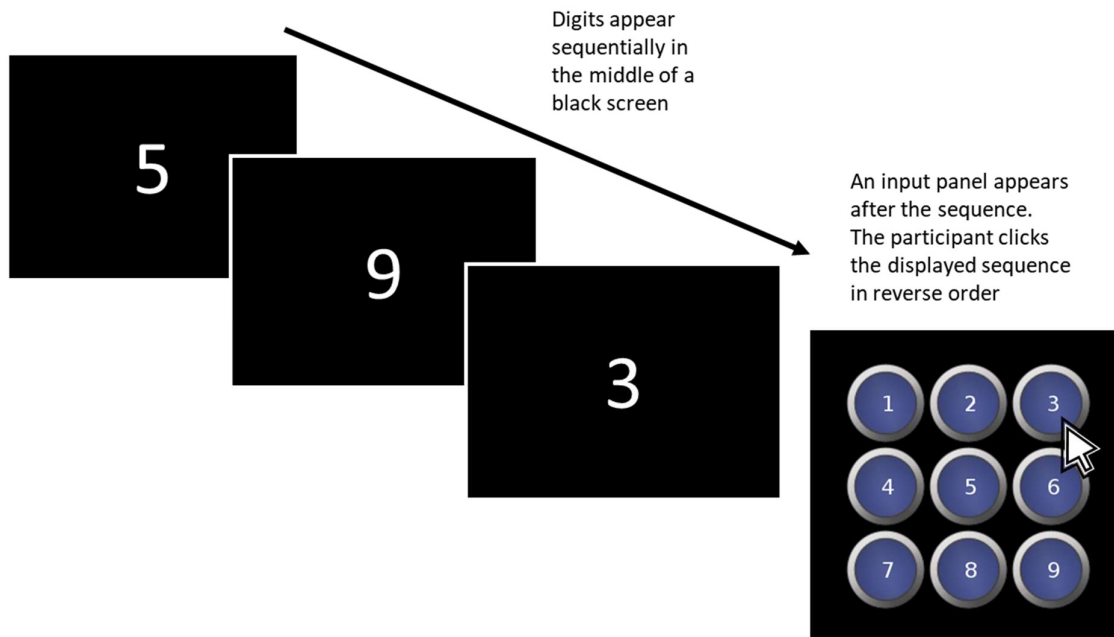 Digits appear
sequentially in
the middle of a
black screen
5
9
3
An input panel appears
after the sequence.
The participant clicks
the displayed sequence
in reverse order
1 2 3
4 5 6
7 8 9